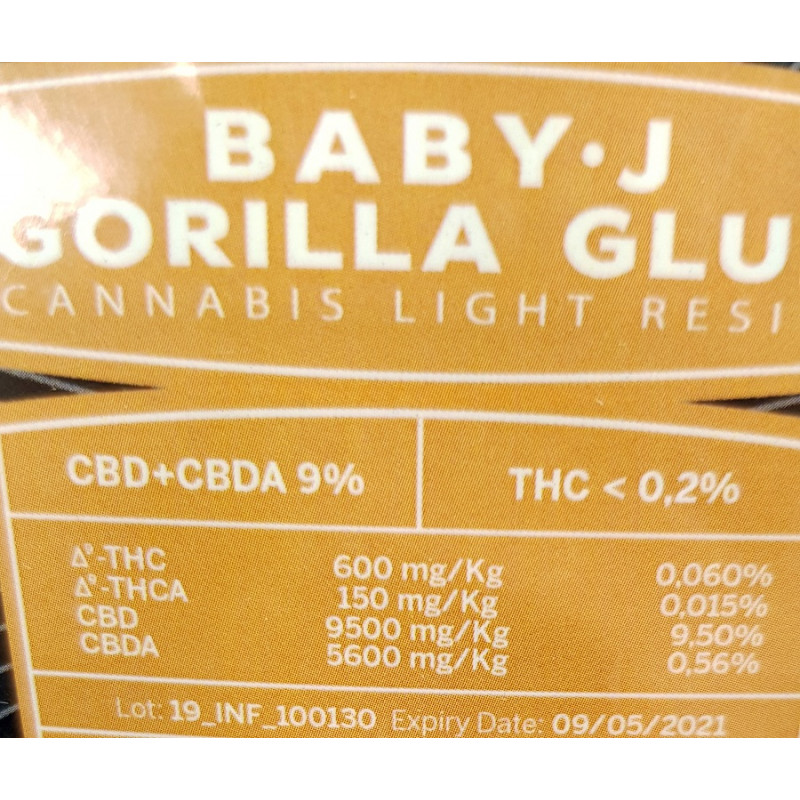 BABY·J
GORILLA GLU
CANNABIS LIGHT RESI
CBD+CBDA 9% THC < 0,2%
Δ⁹-THC 600 mg/Kg 0,060%
Δ⁹-THCA 150 mg/Kg 0,015%
CBD 9500 mg/Kg 9,50%
CBDA 5600 mg/Kg 0,56%
Lot: 19_INF_100130 Expiry Date: 09/05/2021